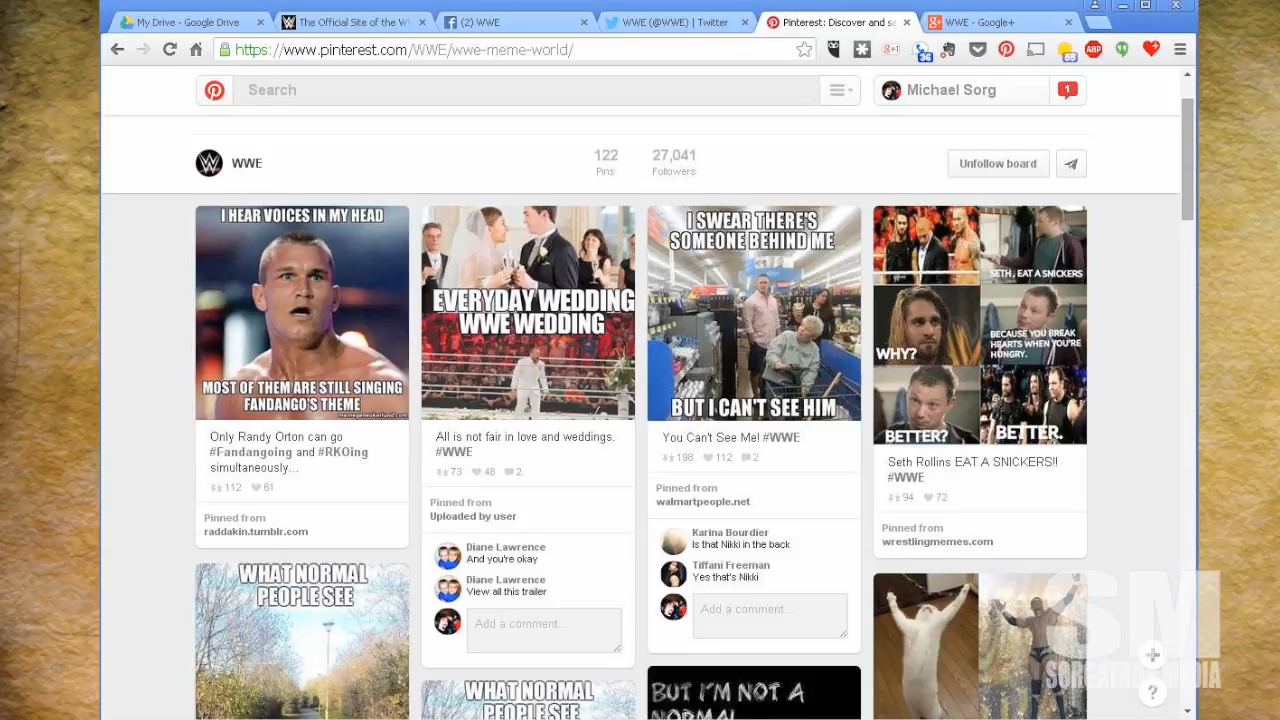 My Drive - Google Drive
The Official Site of the W
(2) WWE
WWE (@WWE) | Twitter
Pinterest: Discover and sa
WWE - Google+
https://www.pinterest.com/WWE/wwe-meme-world/
g+1
36
55
ABP
Search
Michael Sorg
1
WWE
122
Pins
27,041
Followers
Unfollow board
I HEAR VOICES IN MY HEAD
MOST OF THEM ARE STILL SINGING
FANDANGO'S THEME
Only Randy Orton can be
#Fandangoing and #RKOing
simultaneously...
112 61
Pinned from
raddakin.tumblr.com
WHAT NORMAL
PEOPLE SEE
EVERYDAY WEDDING
WWE WEDDING
All is not fair in love and weddings.
#WWE
73 48 2
Pinned from
Uploaded by user
Diane Lawrence
And you're okay
Diane Lawrence
View all this trailer
Add a comment...
WHAT NORMAL
PEOPLE SEE
I SWEAR THERE'S
SOMEONE BEHIND ME
BUT I CAN'T SEE HIM
You Can't See Me! #WWE
198 112 2
Pinned from
walmartpeople.net
Karina Bourdier
Is that Nikki in the back
Tiffani Freeman
Yes that's Nikki
Add a comment...
BUT I'M NOT A
NORMAL
SETH, EAT A SNICKERS
WHY?
BECAUSE YOU BREAK
HEARTS WHEN YOU'RE
HUNGRY.
BETTER?
BETTER.
Seth Rollins EAT A SNICKERS!!
#WWE
94 72
Pinned from
wrestlingmemes.com
SM
+
?